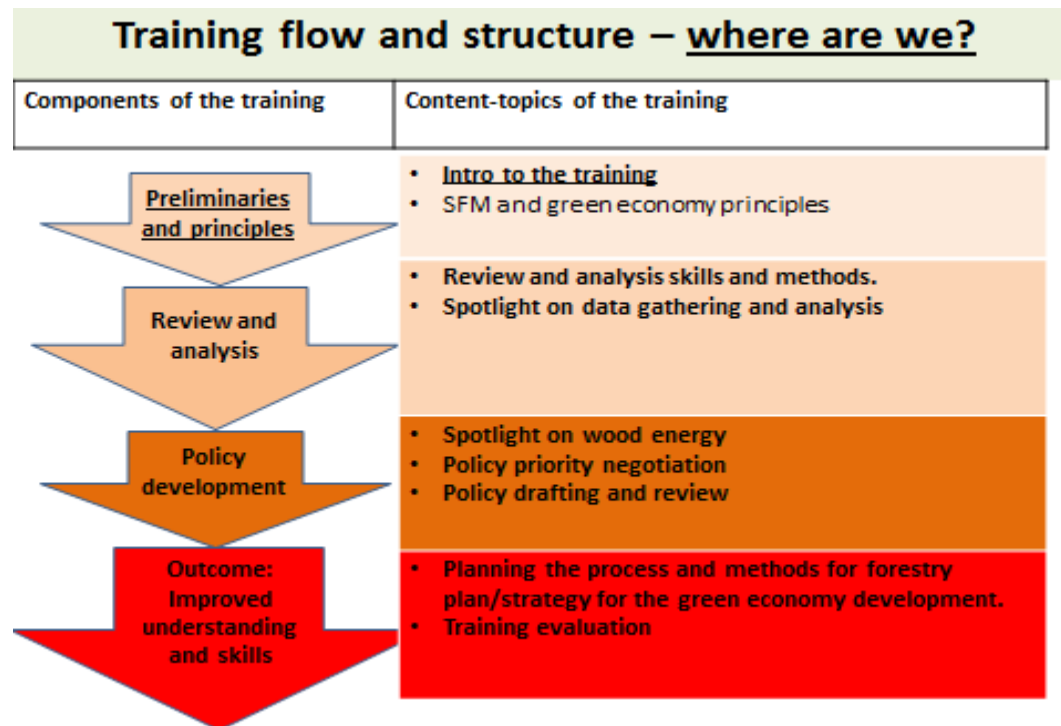 Training flow and structure – where are we?
Components of the training
Content-topics of the training
Preliminaries
and principles
• Intro to the training
• SFM and green economy principles
Review and
analysis
• Review and analysis skills and methods.
• Spotlight on data gathering and analysis
Policy
development
• Spotlight on wood energy
• Policy priority negotiation
• Policy drafting and review
Outcome:
Improved
understanding
and skills
• Planning the process and methods for forestry
plan/strategy for the green economy development.
• Training evaluation